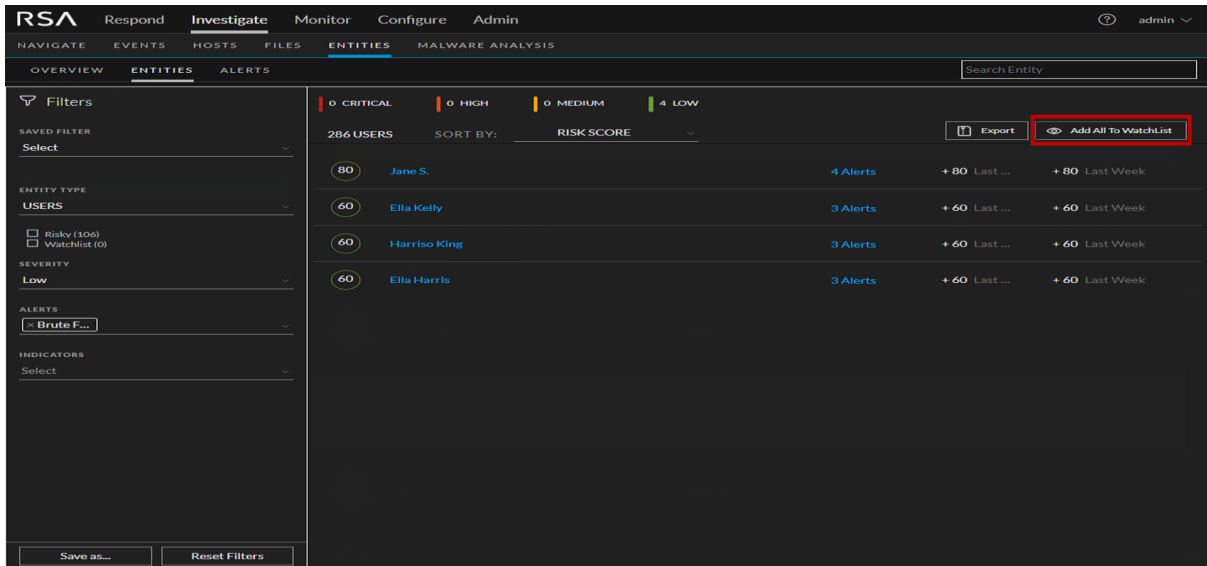 RSA Respond Investigate Monitor Configure Admin admin
NAVIGATE EVENTS HOSTS FILES ENTITIES MALWARE ANALYSIS
OVERVIEW ENTITIES ALERTS Search Entity
Filters
SAVED FILTER
Select
ENTITY TYPE
USERS
Risky (106)
Watchlist (0)
SEVERITY
Low
ALERTS
× Brute F...
INDICATORS
Select
Save as... Reset Filters
0 CRITICAL 0 HIGH 0 MEDIUM 4 LOW
286 USERS SORT BY: RISK SCORE Export Add All To WatchList
80 Jane S. 4 Alerts + 80 Last ... + 80 Last Week
60 Ella Kelly 3 Alerts + 60 Last ... + 60 Last Week
60 Harriso King 3 Alerts + 60 Last ... + 60 Last Week
60 Ella Harris 3 Alerts + 60 Last ... + 60 Last Week